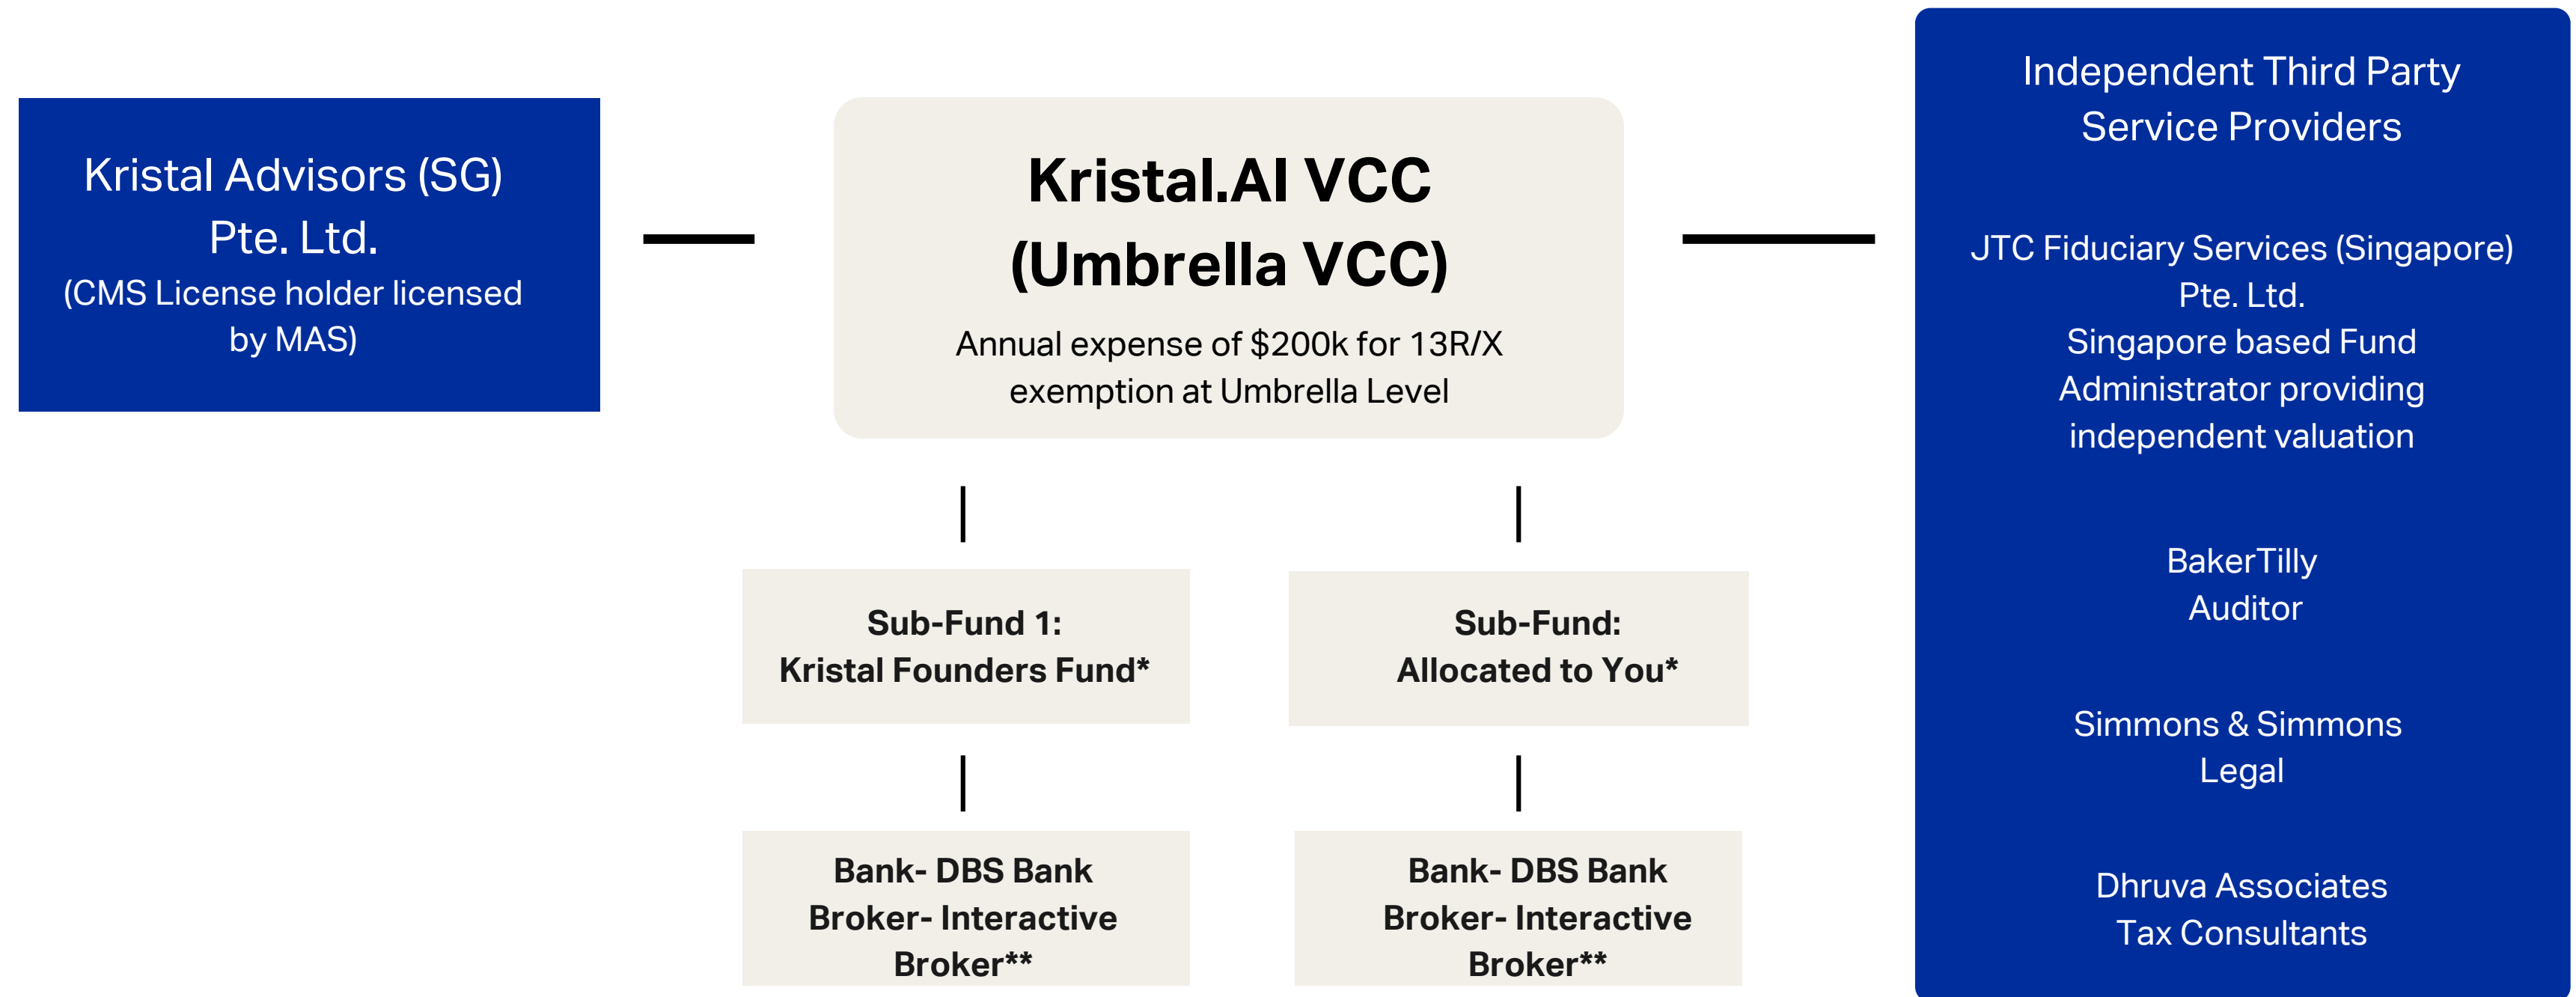 Kristal Advisors (SG)
Pte. Ltd.
(CMS License holder licensed
by MAS)
Kristal.AI VCC
(Umbrella VCC)
Annual expense of $200k for 13R/X
exemption at Umbrella Level
Sub-Fund 1:
Kristal Founders Fund*
Sub-Fund:
Allocated to You*
Bank- DBS Bank
Broker- Interactive
Broker**
Bank- DBS Bank
Broker- Interactive
Broker**
Independent Third Party
Service Providers
JTC Fiduciary Services (Singapore)
Pte. Ltd.
Singapore based Fund
Administrator providing
independent valuation
BakerTilly
Auditor
Simmons & Simmons
Legal
Dhruva Associates
Tax Consultants